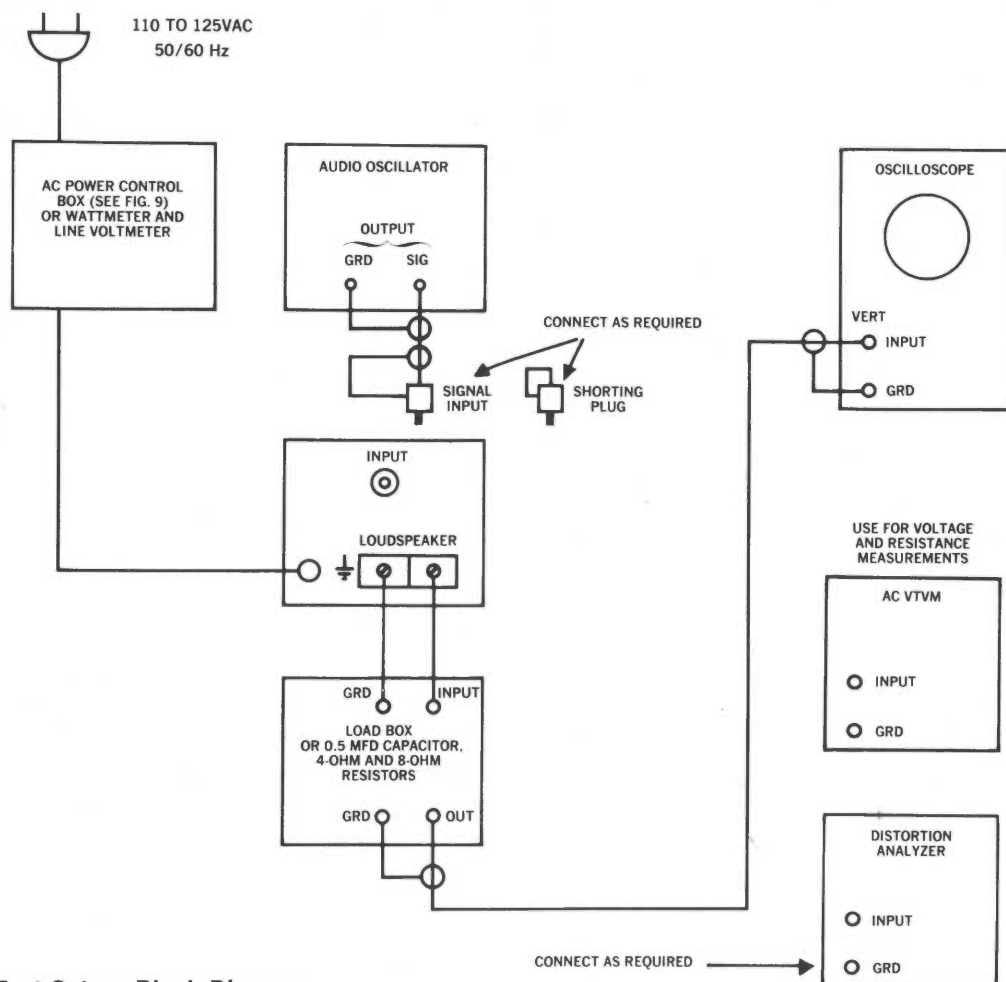 110 TO 125VAC
50/60 Hz
AC POWER CONTROL
BOX (SEE FIG. 9)
OR WATTMETER AND
LINE VOLTMETER
AUDIO OSCILLATOR
OUTPUT
GRD SIG
CONNECT AS REQUIRED
SIGNAL
INPUT
SHORTING
PLUG
OSCILLOSCOPE
VERT
INPUT
GRD
INPUT
LOUDSPEAKER
GRD INPUT
LOAD BOX
OR 0.5 MFD CAPACITOR,
4-OHM AND 8-OHM
RESISTORS
GRD OUT
USE FOR VOLTAGE
AND RESISTANCE
MEASUREMENTS
AC VTVM
INPUT
GRD
DISTORTION
ANALYZER
INPUT
GRD
CONNECT AS REQUIRED